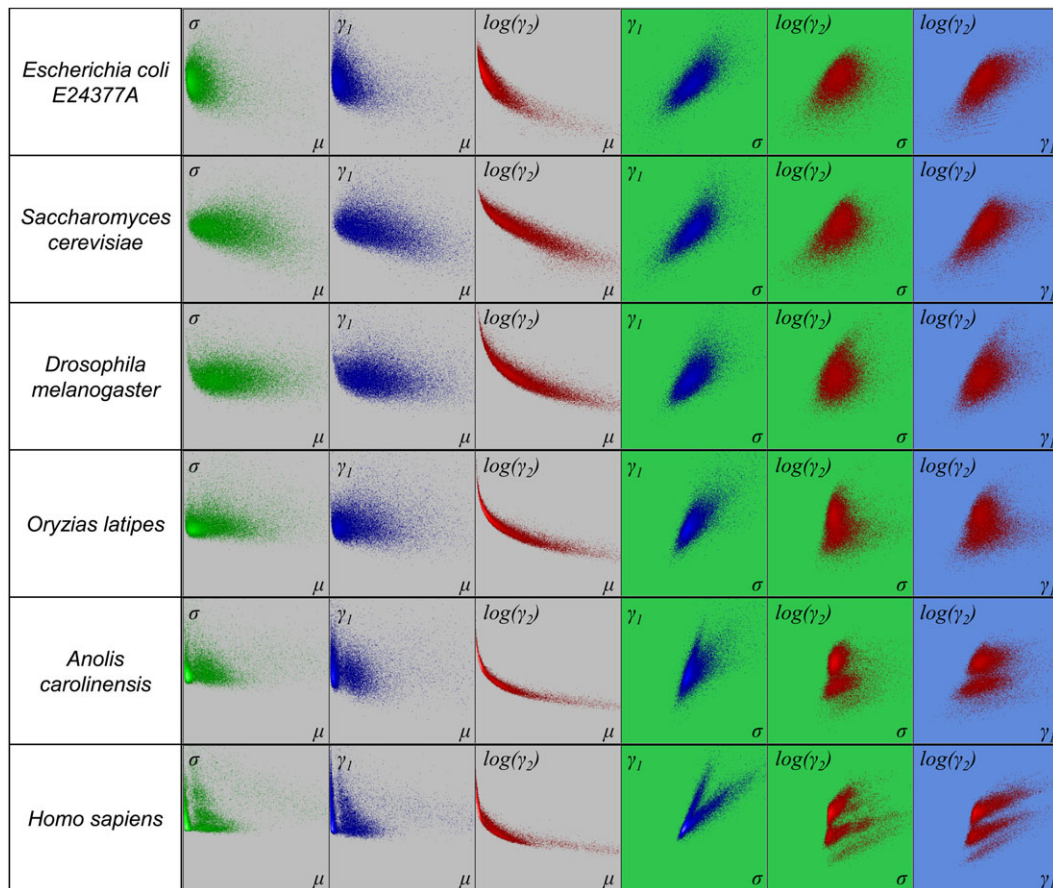 Escherichia coli
E24377A
σ μ γ₁ μ log(γ₂) μ γ₁ σ log(γ₂) σ log(γ₂) γ₁
Saccharomyces
cerevisiae
σ μ γ₁ μ log(γ₂) μ γ₁ σ log(γ₂) σ log(γ₂) γ₁
Drosophila
melanogaster
σ μ γ₁ μ log(γ₂) μ γ₁ σ log(γ₂) σ log(γ₂) γ₁
Oryzias latipes
σ μ γ₁ μ log(γ₂) μ γ₁ σ log(γ₂) σ log(γ₂) γ₁
Anolis
carolinensis
σ μ γ₁ μ log(γ₂) μ γ₁ σ log(γ₂) σ log(γ₂) γ₁
Homo sapiens
σ μ γ₁ μ log(γ₂) μ γ₁ σ log(γ₂) σ log(γ₂) γ₁